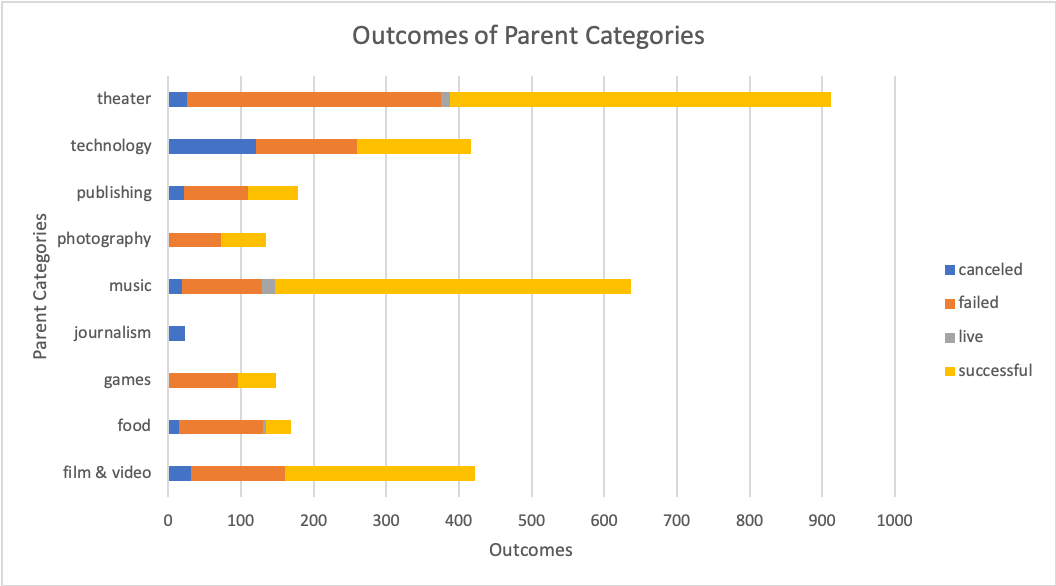 Outcomes of Parent Categories
Parent Categories
theater
technology
publishing
photography
music
journalism
games
food
film & video
0 100 200 300 400 500 600 700 800 900 1000
Outcomes
canceled
failed
live
successful